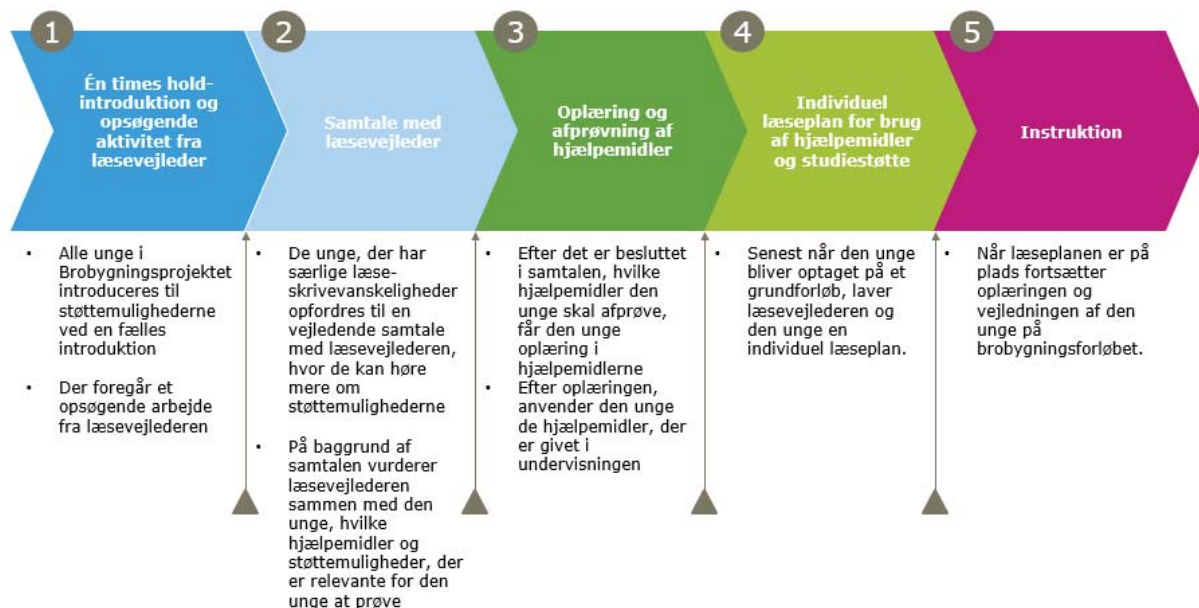 1
Én times hold-
introduktion og
opsøgende
aktivitet fra
læsevejleder
• Alle unge i
Brobygningsprojektet
introduceres til
støttemulighederne
ved en fælles
introduktion
• Der foregår et
opsøgende arbejde
fra læsevejlederen
2
Samtale med
læsevejleder
• De unge, der har
særlige læse-
skrivevanskeligheder
opfordres til en
vejledende samtale
med læsevejlederen,
hvor de kan høre
mere om
støttemulighederne
• På baggrund af
samtalen vurderer
læsevejlederen
sammen med den
unge, hvilke
hjælpemidler og
støttemuligheder, der
er relevante for den
unge at prøve
3
Oplæring og
afprøvning af
hjælpemidler
• Efter det er besluttet
i samtalen, hvilke
hjælpemidler den
unge skal afprøve,
får den unge
oplæring i
hjælpemidlerne
• Efter oplæringen,
anvender den unge
de hjælpemidler, der
er givet i
undervisningen
4
Individuel
læseplan for brug
af hjælpemidler
og studiestøtte
• Senest når den unge
bliver optaget på et
grundforløb, laver
læsevejlederen og
den unge en
individuel læseplan.
5
Instruktion
• Når læseplanen er på
plads fortsætter
oplæringen og
vejledningen af den
unge på
brobygningsforløbet.